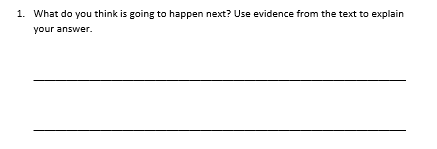 1. What do you think is going to happen next? Use evidence from the text to explain
your answer.